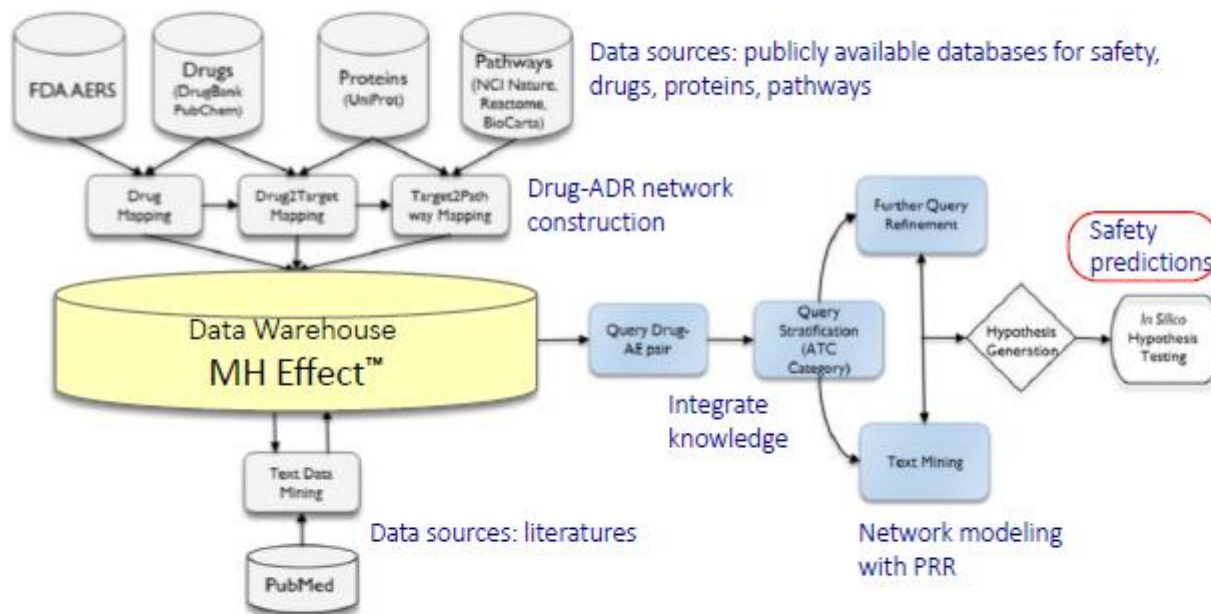 FDA AERS
Drugs
(DrugBank
PubChem)
Proteins
(UniProt)
Pathways
(NCI Nature,
Reactome,
BioCarta)
Data sources: publicly available databases for safety,
drugs, proteins, pathways
Drug
Mapping
Drug2Target
Mapping
Target2Path
way Mapping
Drug-ADR network
construction
Further Query
Refinement
Safety
predictions
Data Warehouse
MH Effect™
Query Drug-
AE pair
Query
Stratification
(ATC
Category)
Hypothesis
Generation
In Silico
Hypothesis
Testing
Integrate
knowledge
Text Mining
Text Data
Mining
Data sources: literatures
Network modeling
with PRR
PubMed